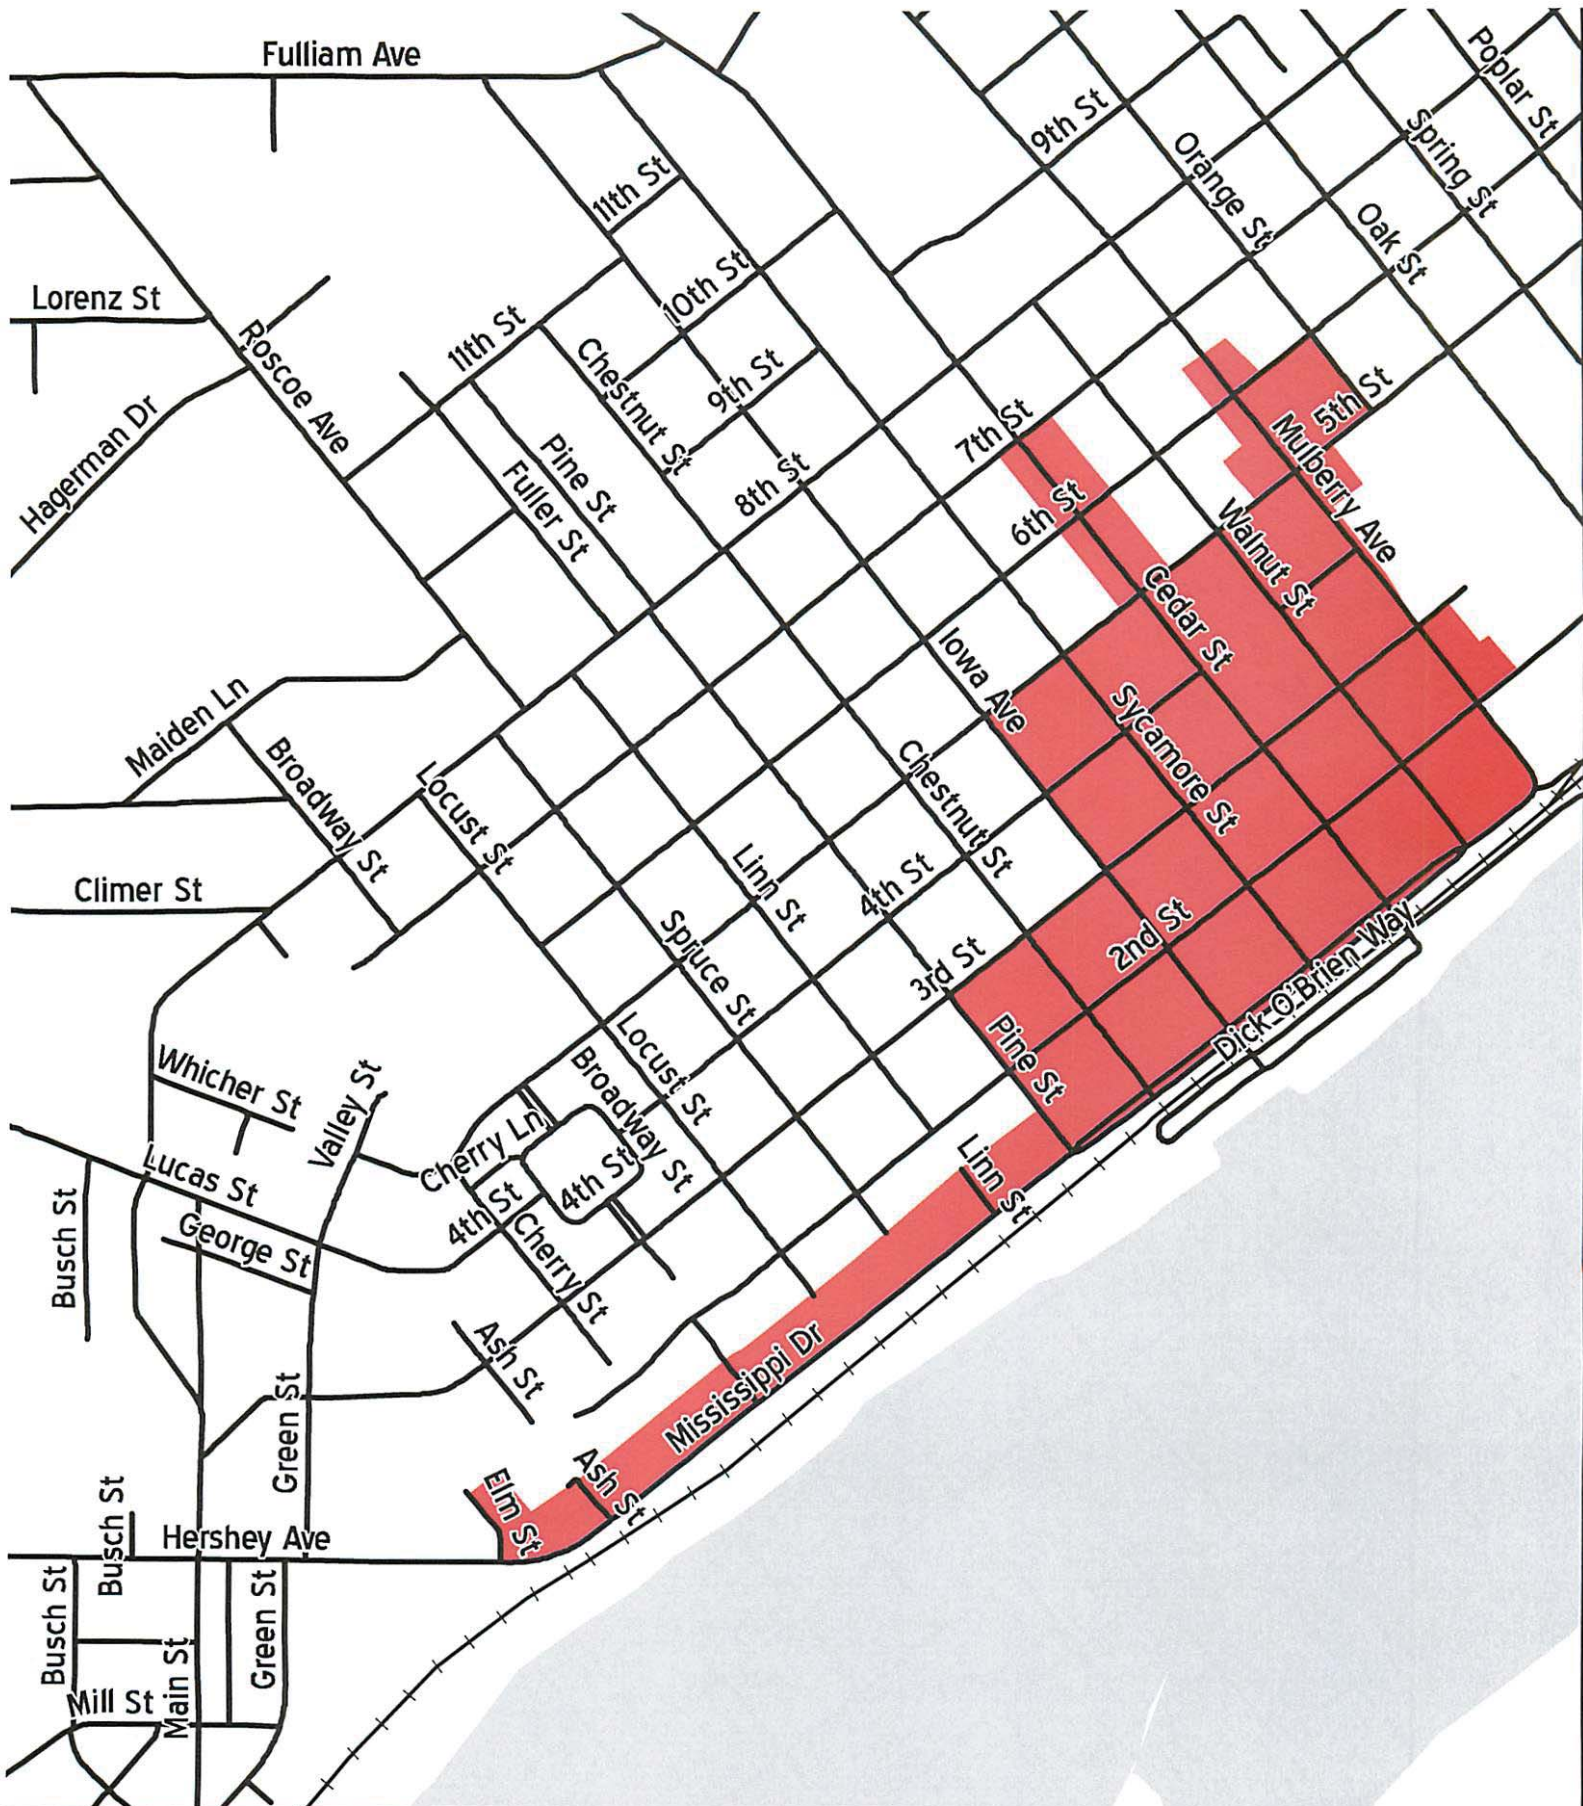 Fulliam Ave
Poplar St
9th St
Spring St
Orange St
11th St
Oak St
10th St
Lorenz St
11th St
Roscoe Ave
Chestnut St
9th St
5th St
Hagerman Dr
7th St
Mulberry Ave
Pine St
Fuller St
8th St
6th St
Walnut St
Cedar St
Iowa Ave
Maiden Ln
Sycamore St
Broadway St
Chestnut St
Locust St
Linn St
4th St
Climer St
2nd St
Spruce St
3rd St
Dick O'Brien Way
Pine St
Locust St
Whicher St
Broadway St
Valley St
Cherry Ln
Linn St
Lucas St
4th St
4th St
Busch St
George St
Cherry St
Ash St
Mississippi Dr
Green St
Ash St
Elm St
Busch St
Hershey Ave
Busch St
Green St
Main St
Mill St